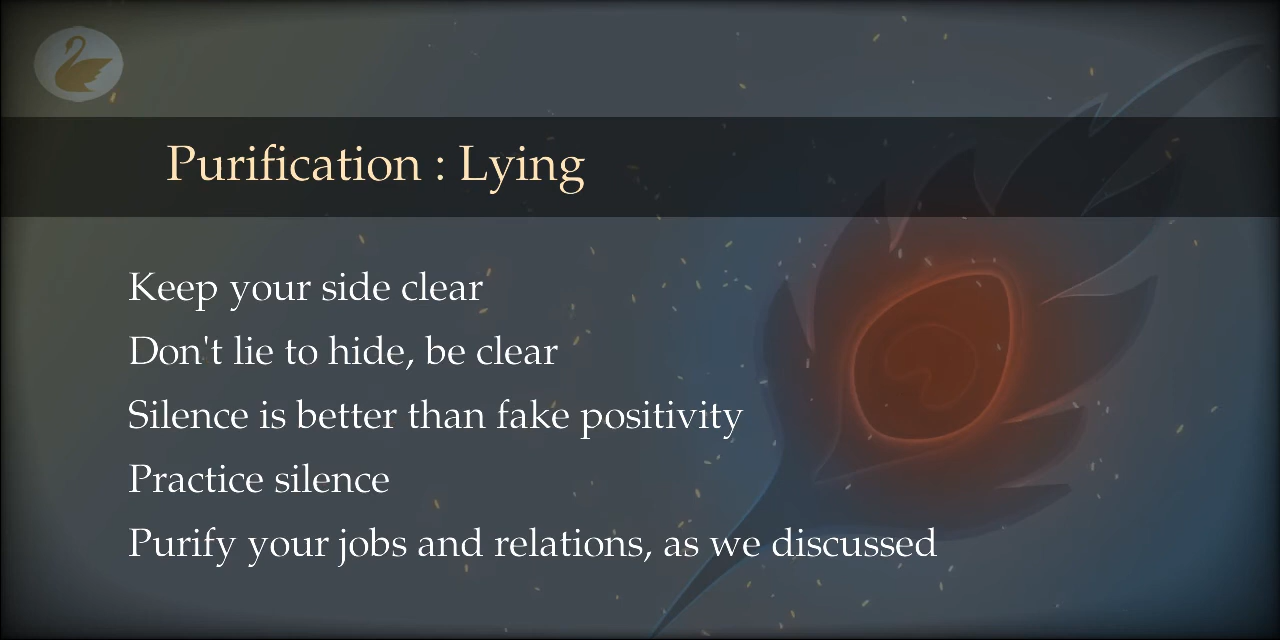 Purification : Lying
Keep your side clear
Don't lie to hide, be clear
Silence is better than fake positivity
Practice silence
Purify your jobs and relations, as we discussed